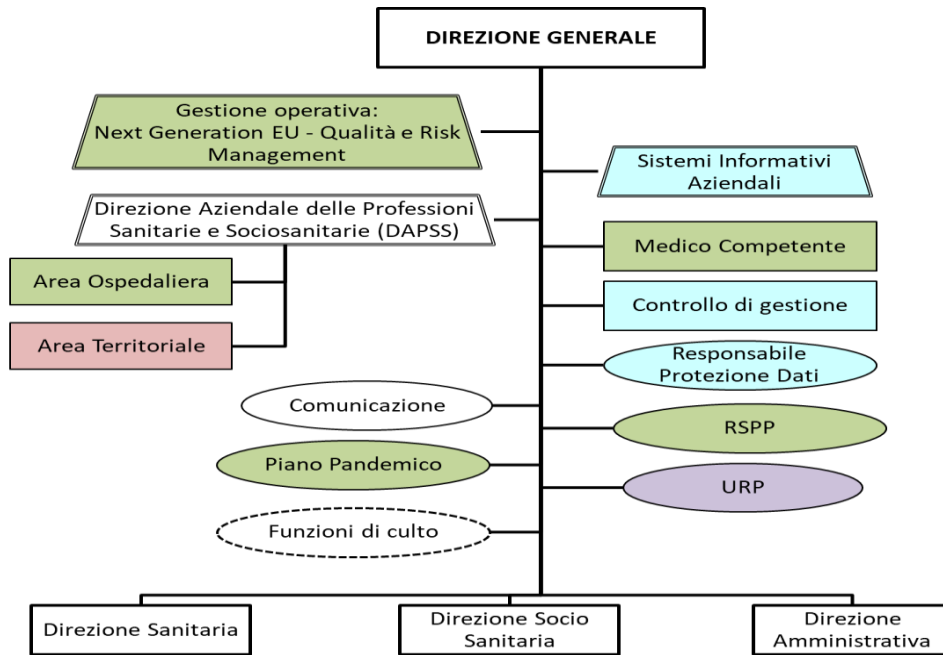 DIREZIONE GENERALE
Gestione operativa:
Next Generation EU - Qualità e Risk
Management
Sistemi Informativi
Aziendali
Direzione Aziendale delle Professioni
Sanitarie e Sociosanitarie (DAPSS)
Medico Competente
Area Ospedaliera
Controllo di gestione
Area Territoriale
Responsabile
Protezione Dati
Comunicazione
RSPP
Piano Pandemico
URP
Funzioni di culto
Direzione Sanitaria
Direzione Socio
Sanitaria
Direzione
Amministrativa